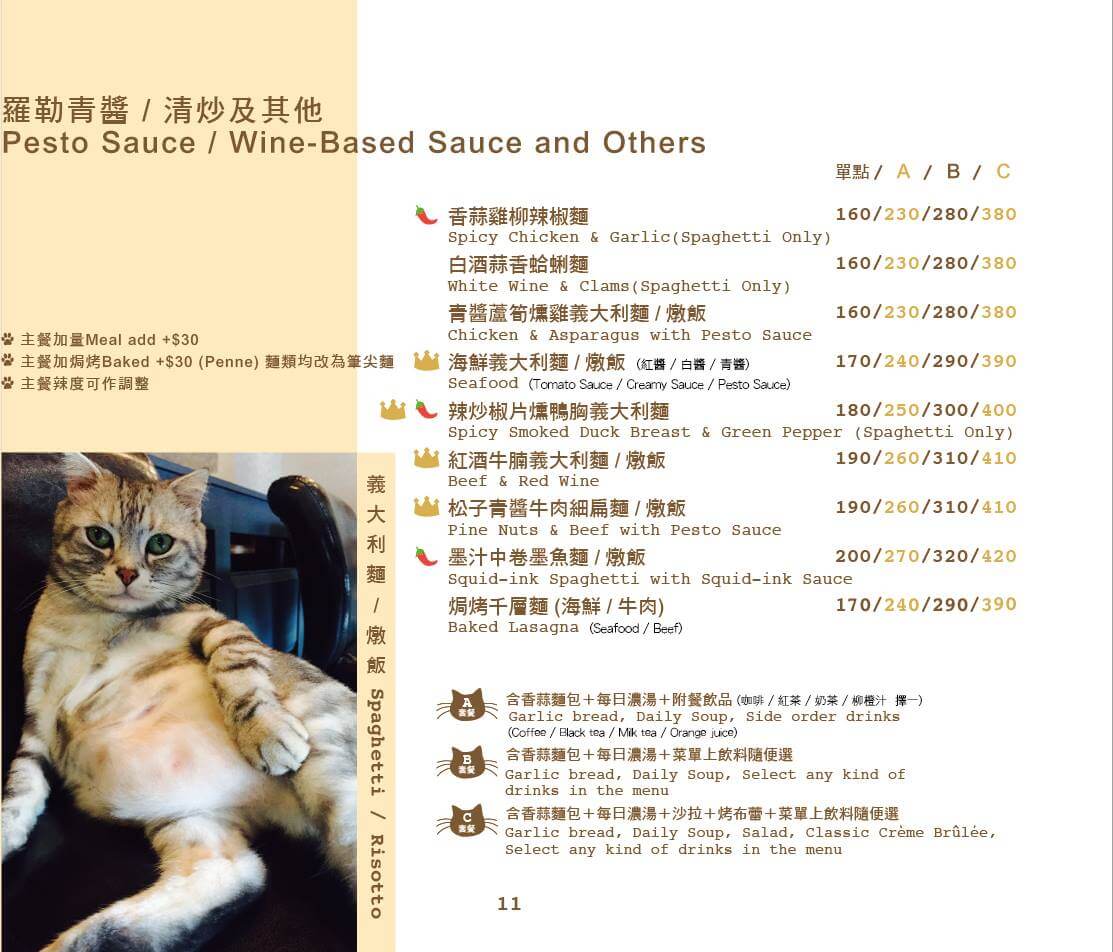 羅勒青醬 / 清炒及其他
Pesto Sauce / Wine-Based Sauce and Others
單點 / A / B / C
香蒜雞柳辣椒麵 160/230/280/380
Spicy Chicken & Garlic(Spaghetti Only)
白酒蒜香蛤蜊麵 160/230/280/380
White Wine & Clams(Spaghetti Only)
青醬蘆筍燻雞義大利麵 / 燉飯 160/230/280/380
Chicken & Asparagus with Pesto Sauce
海鮮義大利麵 / 燉飯 (紅醬 / 白醬 / 青醬) 170/240/290/390
Seafood (Tomato Sauce / Creamy Sauce / Pesto Sauce)
辣炒椒片燻鴨胸義大利麵 180/250/300/400
Spicy Smoked Duck Breast & Green Pepper (Spaghetti Only)
紅酒牛腩義大利麵 / 燉飯 190/260/310/410
Beef & Red Wine
松子青醬牛肉細扁麵 / 燉飯 190/260/310/410
Pine Nuts & Beef with Pesto Sauce
墨汁中卷墨魚麵 / 燉飯 200/270/320/420
Squid-ink Spaghetti with Squid-ink Sauce
焗烤千層麵 (海鮮 / 牛肉) 170/240/290/390
Baked Lasagna (Seafood / Beef)
主餐加量Meal add +$30
主餐加焗烤Baked +$30 (Penne) 麵類均改為筆尖麵
主餐辣度可作調整
義大利麵/燉飯 Spaghetti / Risotto
A
套餐
含香蒜麵包＋每日濃湯＋附餐飲品 (咖啡 / 紅茶 / 奶茶 / 柳橙汁 擇一)
Garlic bread, Daily Soup, Side order drinks
(Coffee / Black tea / Milk tea / Orange juice)
B
套餐
含香蒜麵包＋每日濃湯＋菜單上飲料隨便選
Garlic bread, Daily Soup, Select any kind of
drinks in the menu
C
套餐
含香蒜麵包＋每日濃湯＋沙拉＋烤布蕾＋菜單上飲料隨便選
Garlic bread, Daily Soup, Salad, Classic Crème Brûlée,
Select any kind of drinks in the menu
11